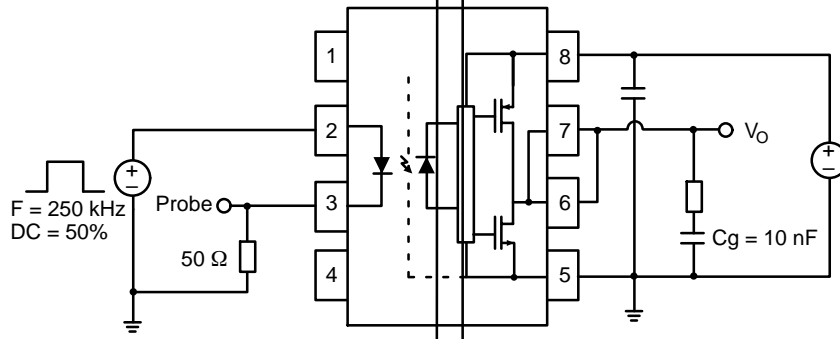 1
8
2
7
+
−
VO
+
−
F = 250 kHz
DC = 50%
Probe
3
6
50 Ω
Cg = 10 nF
4
5